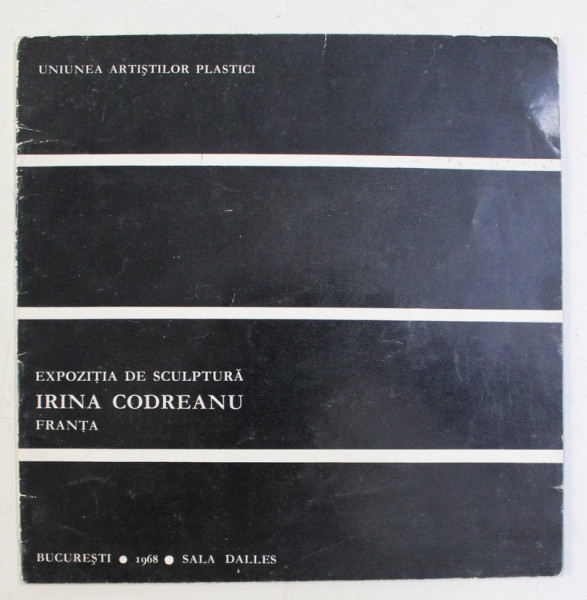 UNIUNEA ARTIŞTILOR PLASTICI
EXPOZIŢIA DE SCULPTURĂ
IRINA CODREANU
FRANŢA
BUCUREŞTI ● 1968 ● SALA DALLES